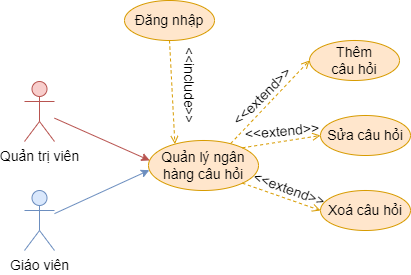 Đăng nhập
<<include>>
Thêm
câu hỏi
<<extend>>
Sửa câu hỏi
<<extend>>
Quản trị viên
Quản lý ngân
hàng câu hỏi
<<extend>>
Xoá câu hỏi
Giáo viên